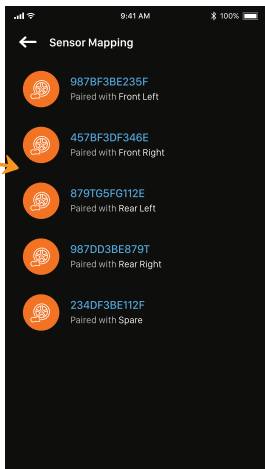 9:41 AM
100%
Sensor Mapping
987BF3BE235F
Paired with Front Left
457BF3DF346E
Paired with Front Right
879TG5FG112E
Paired with Rear Left
987DD3BE879T
Paired with Rear Right
234DF3BE112F
Paired with Spare